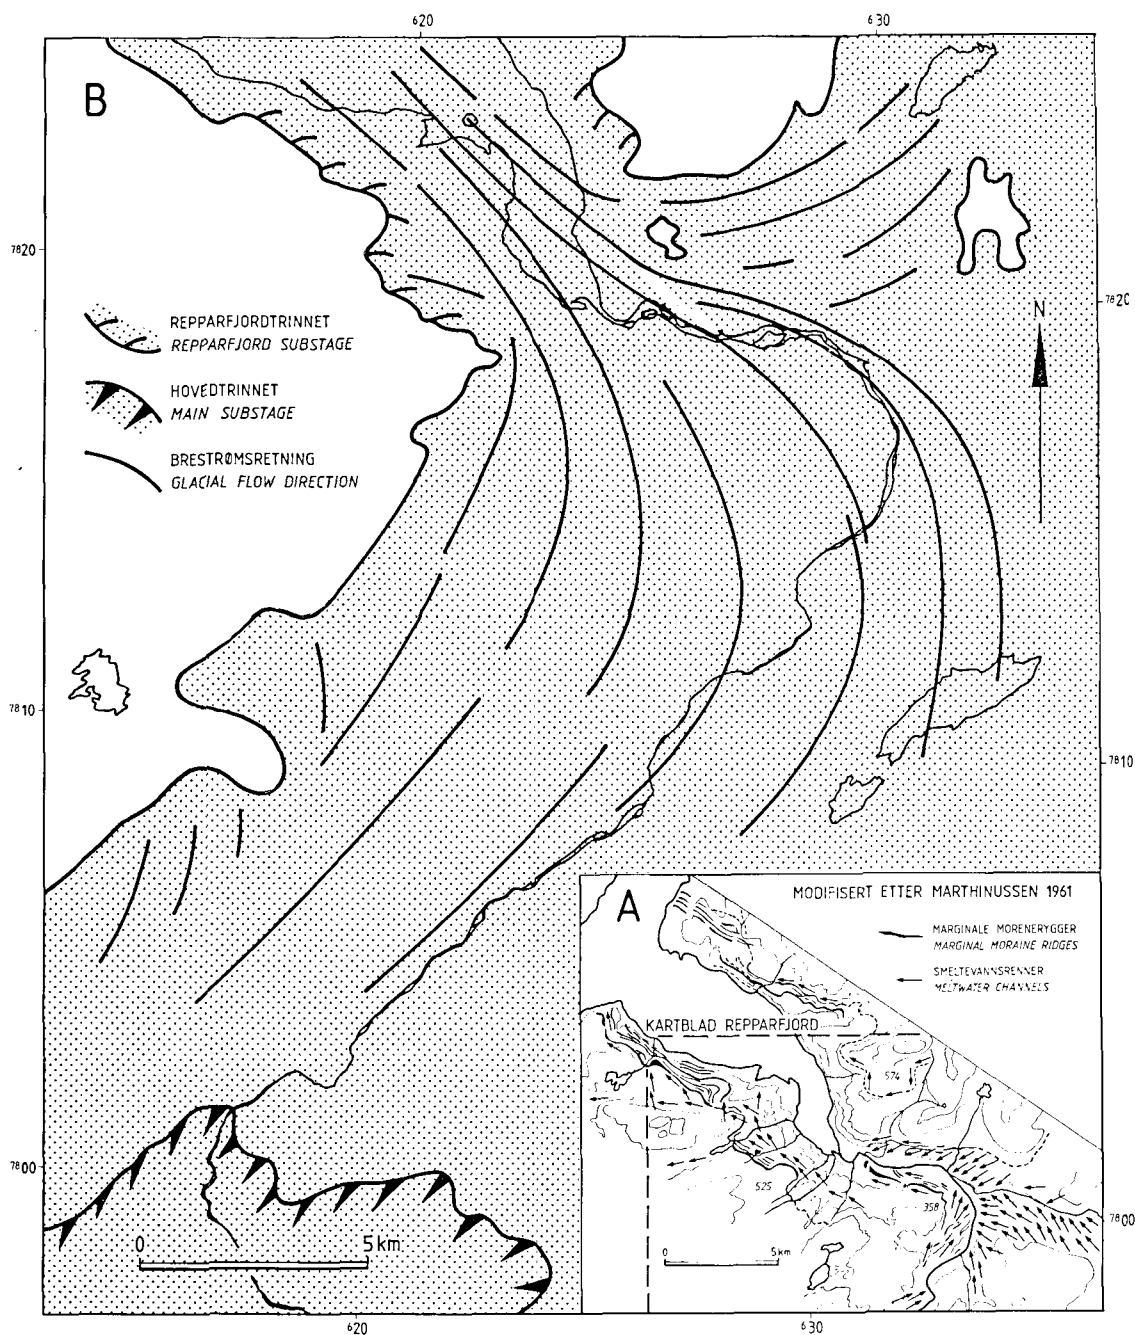 620
630
B
7820
7820
N
REPPARFJORDTRINNET
REPPARFJORD SUBSTAGE
HOVEDTRINNET
MAIN SUBSTAGE
BRESTRØMSRETNING
GLACIAL FLOW DIRECTION
7810
7810
A
MODIFISERT ETTER MARTHINUSSEN 1961
MARGINALE MORENERYGGER
MARGINAL MORAINE RIDGES
SMELTEVANNSRENNER
MELTWATER CHANNELS
KARTBLAD REPPARFJORD
574
525
358
0 5km
7800
7800
0 5km
620
630